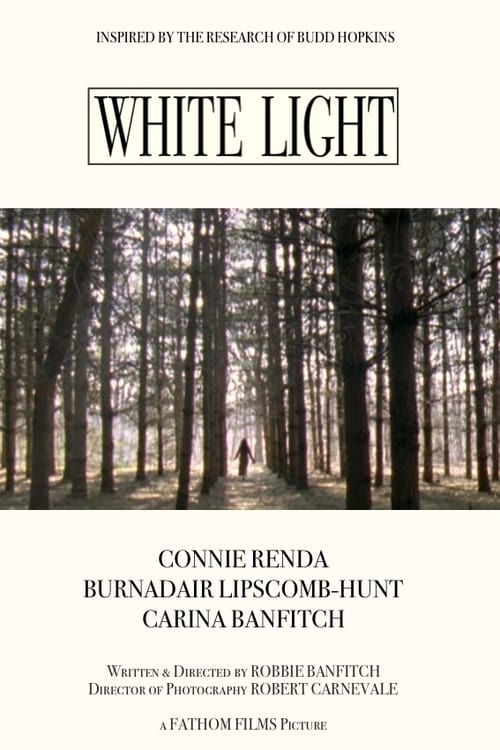 INSPIRED BY THE RESEARCH OF BUDD HOPKINS
WHITE LIGHT
CONNIE RENDA
BURNADAIR LIPSCOMB-HUNT
CARINA BANFITCH
WRITTEN & DIRECTED BY ROBBIE BANFITCH
DIRECTOR OF PHOTOGRAPHY ROBERT CARNEVALE
A FATHOM FILMS PICTURE